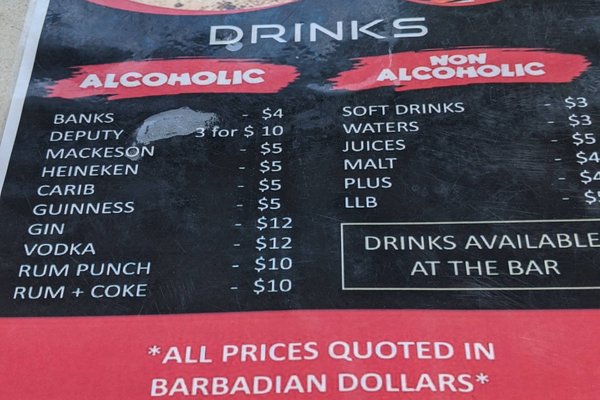 DRINKS
ALCOHOLIC
BANKS - $4
DEPUTY 3 for $ 10
MACKESON - $5
HEINEKEN - $5
CARIB - $5
GUINNESS - $5
GIN - $12
VODKA - $12
RUM PUNCH - $10
RUM + COKE - $10
NON
ALCOHOLIC
SOFT DRINKS - $3
WATERS - $3
JUICES - $5
MALT - $4
PLUS - $4
LLB - $5
DRINKS AVAILABLE
AT THE BAR
*ALL PRICES QUOTED IN
BARBADIAN DOLLARS*